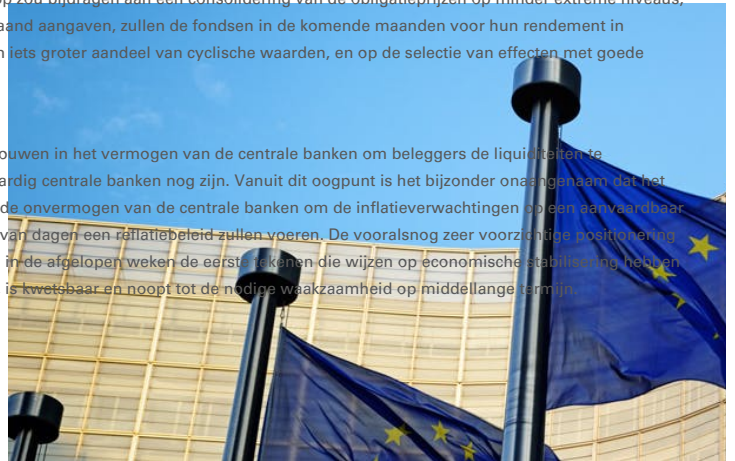 op zou bijdragen aan een consolidering van de obligatieprijzen op minder extreme niveaus,
aangaven, zullen de fondsen in de komende maanden voor hun rendement in
iets groter aandeel van cyclische waarden, en op de selectie van effecten met goede
in het vermogen van de centrale banken om beleggers de liquiditeiten te
centrale banken nog zijn. Vanuit dit oogpunt is het bijzonder onaangenaam dat het
de onvermogen van de centrale banken om de inflatieverwachtingen op een aanvaardbaar
van dagen een reflatiebeleid zullen voeren. De vooralsnog zeer voorzichtige positionering
in de afgelopen weken de eerste tekenen die wijzen op economische stabilisering hebben
is kwetsbaar en noopt tot de nodige waakzaamheid op middellange termijn.